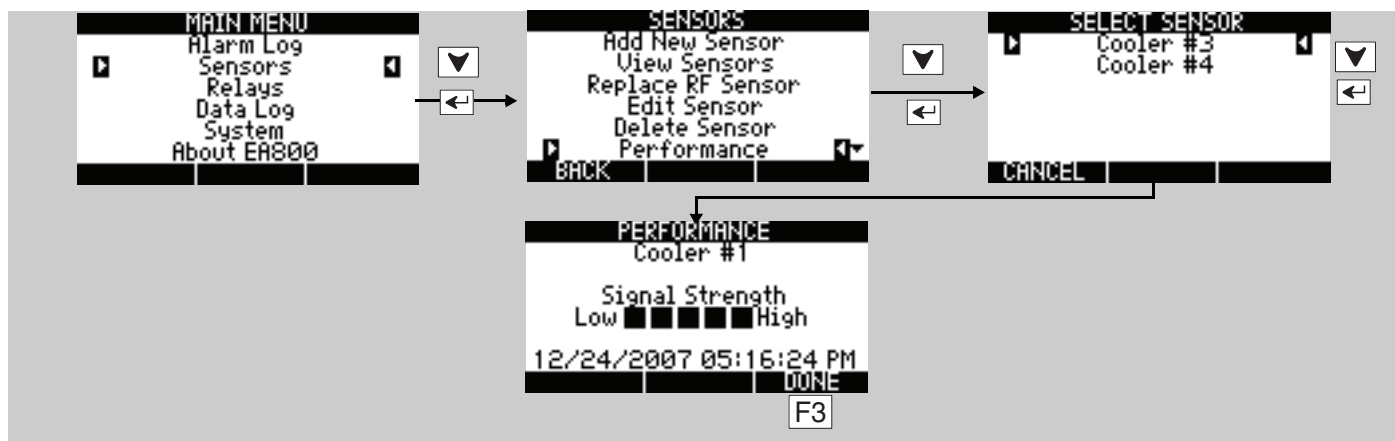 MAIN MENU
Alarm Log
Sensors
Relays
Data Log
System
About EA800
SENSORS
Add New Sensor
View Sensors
Replace RF Sensor
Edit Sensor
Delete Sensor
Performance
BACK
SELECT SENSOR
Cooler #3
Cooler #4
CANCEL
PERFORMANCE
Cooler #1
Signal Strength
Low High
12/24/2007 05:16:24 PM
DONE
F3